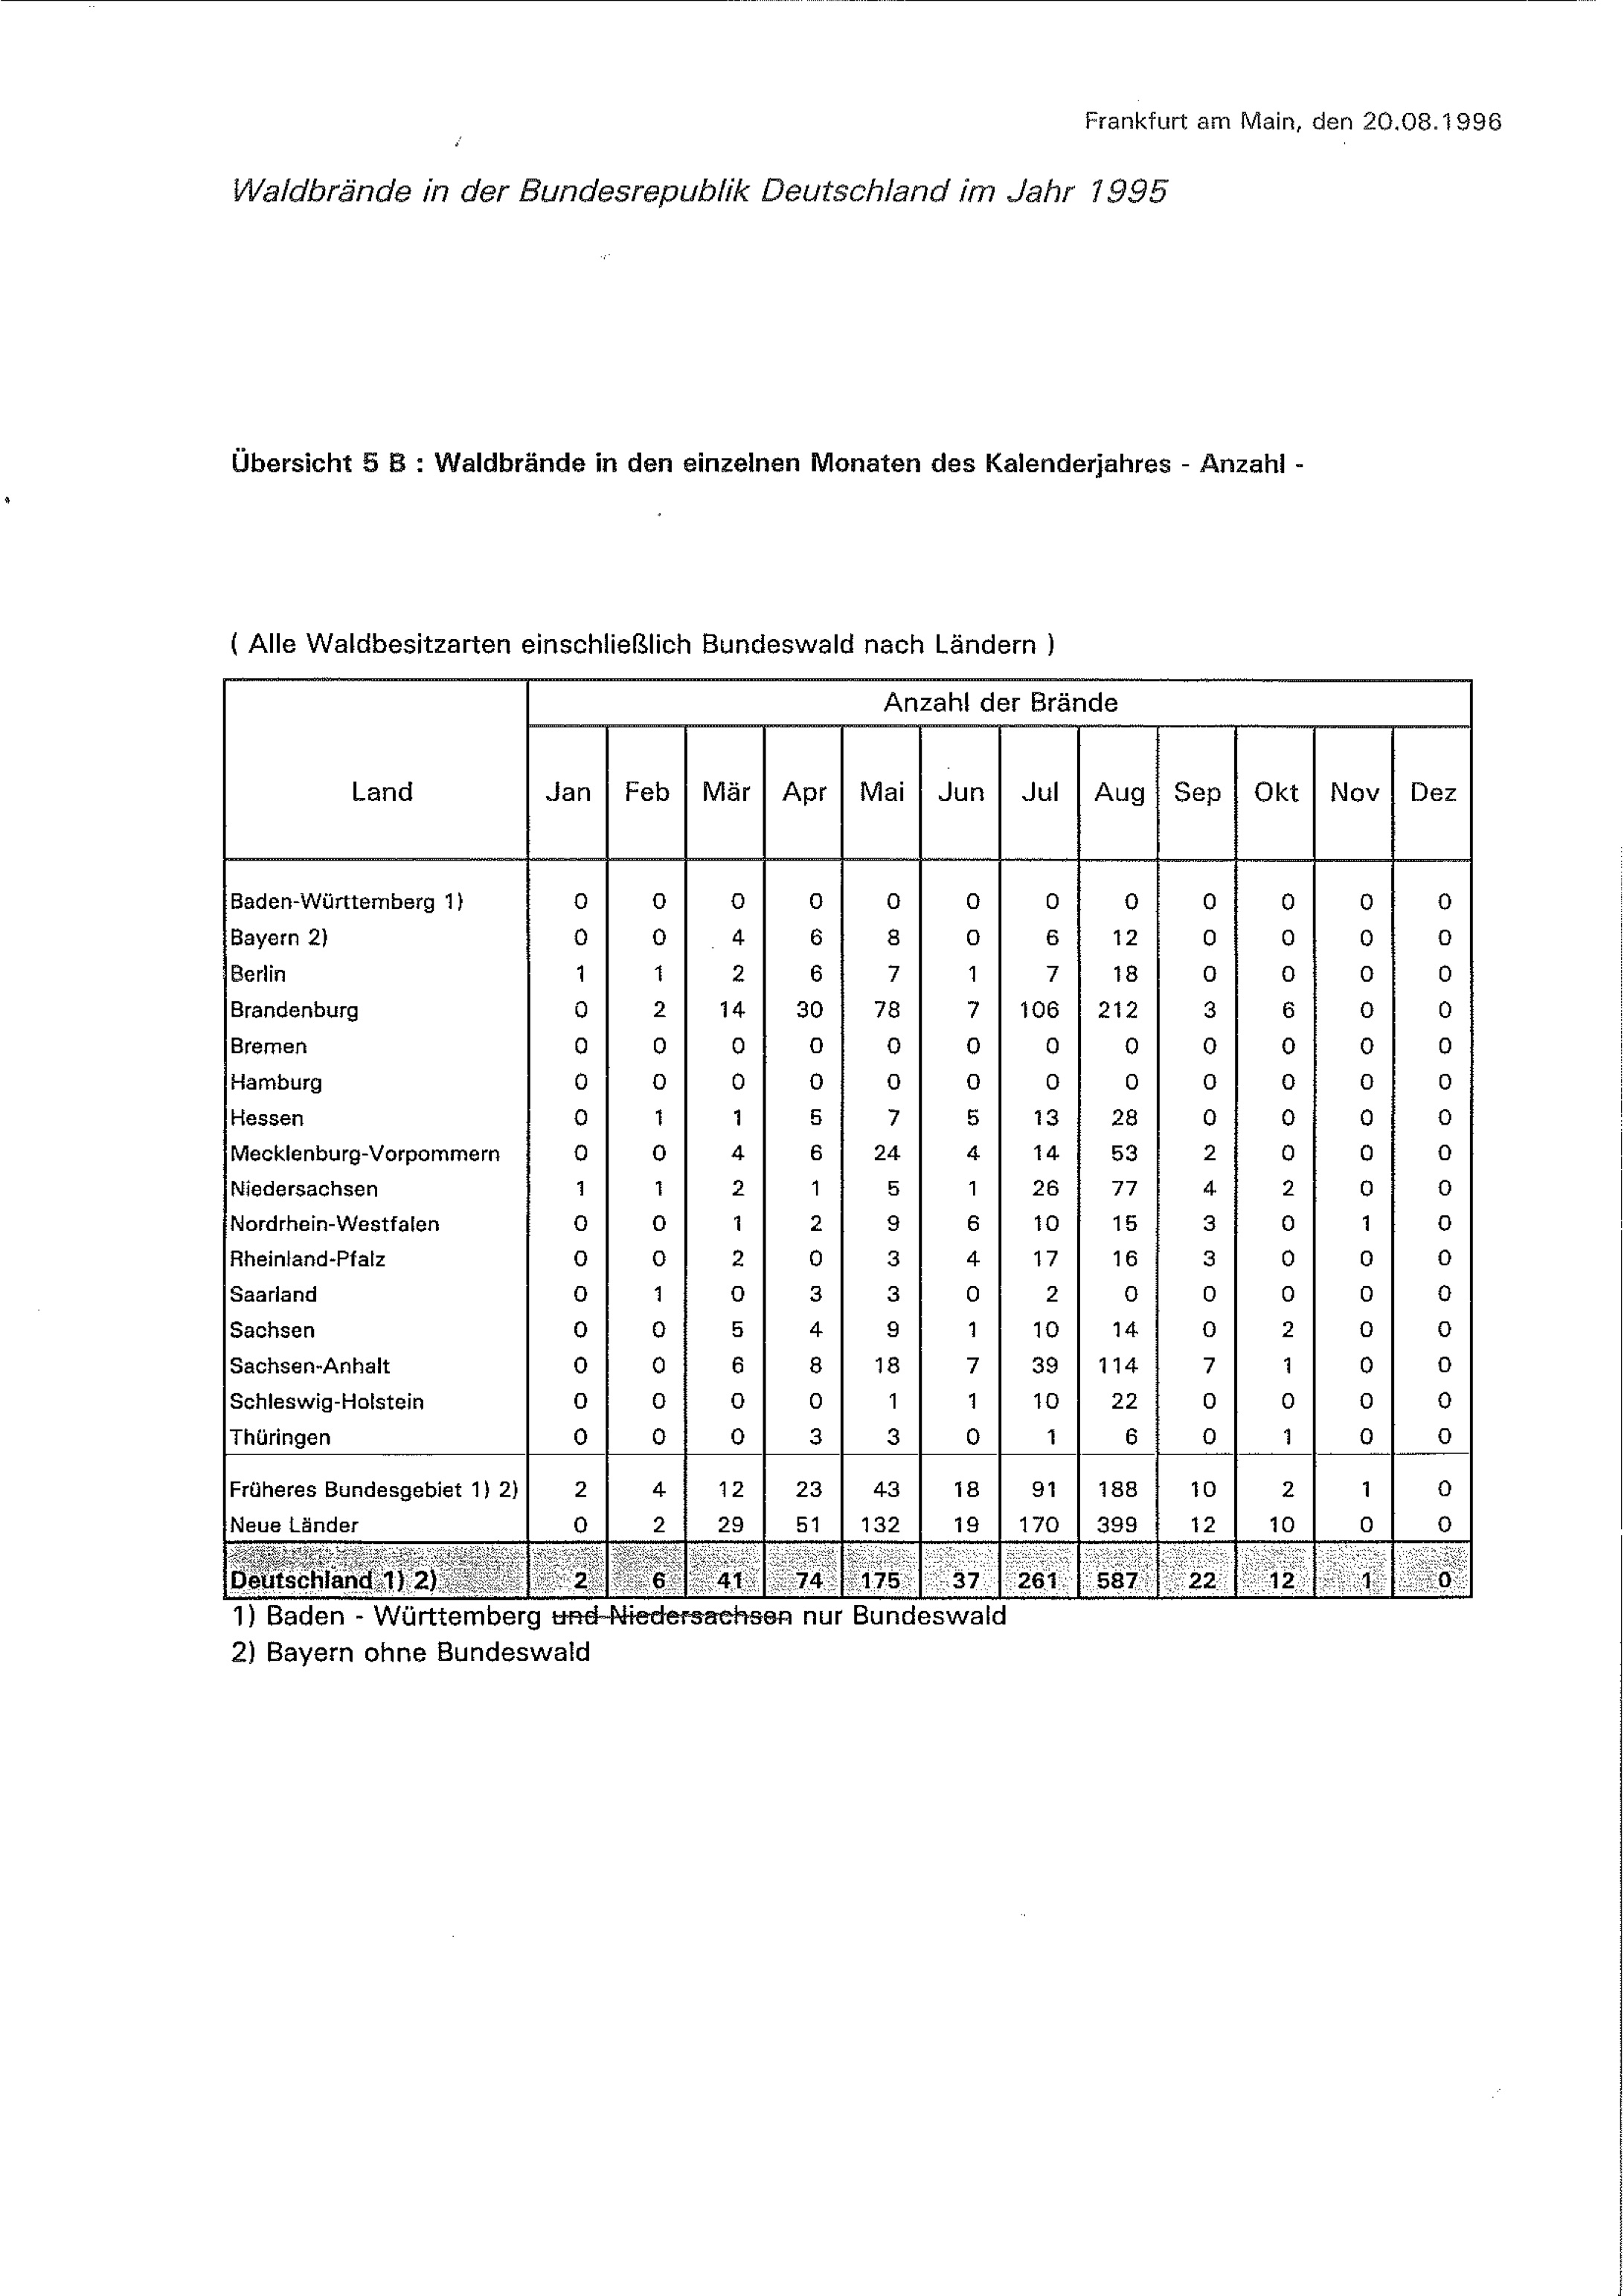 Frankfurt am Main, den 20.08.1996
Waldbrände in der Bundesrepublik Deutschland im Jahr 1995
Übersicht 5 B : Waldbrände in den einzelnen Monaten des Kalenderjahres - Anzahl -
( Alle Waldbesitzarten einschließlich Bundeswald nach Ländern )
Anzahl der Brände
Land Jan Feb Mär Apr Mai Jun Jul Aug Sep Okt Nov Dez
Baden-Württemberg 1) 0 0 0 0 0 0 0 0 0 0 0 0
Bayern 2) 0 0 4 6 8 0 6 12 0 0 0 0
Berlin 1 1 2 6 7 1 7 18 0 0 0 0
Brandenburg 0 2 14 30 78 7 106 212 3 6 0 0
Bremen 0 0 0 0 0 0 0 0 0 0 0 0
Hamburg 0 0 0 0 0 0 0 0 0 0 0 0
Hessen 0 1 1 5 7 5 13 28 0 0 0 0
Mecklenburg-Vorpommern 0 0 4 6 24 4 14 53 2 0 0 0
Niedersachsen 1 1 2 1 5 1 26 77 4 2 0 0
Nordrhein-Westfalen 0 0 1 2 9 6 10 15 3 0 1 0
Rheinland-Pfalz 0 0 2 0 3 4 17 16 3 0 0 0
Saarland 0 1 0 3 3 0 2 0 0 0 0 0
Sachsen 0 0 5 4 9 1 10 14 0 2 0 0
Sachsen-Anhalt 0 0 6 8 18 7 39 114 7 1 0 0
Schleswig-Holstein 0 0 0 0 1 1 10 22 0 0 0 0
Thüringen 0 0 0 3 3 0 1 6 0 1 0 0
Früheres Bundesgebiet 1) 2) 2 4 12 23 43 18 91 188 10 2 1 0
Neue Länder 0 2 29 51 132 19 170 399 12 10 0 0
Deutschland 1) 2) 2 6 41 74 175 37 261 587 22 12 1 0
1) Baden - Württemberg und Niedersachsen nur Bundeswald
2) Bayern ohne Bundeswald